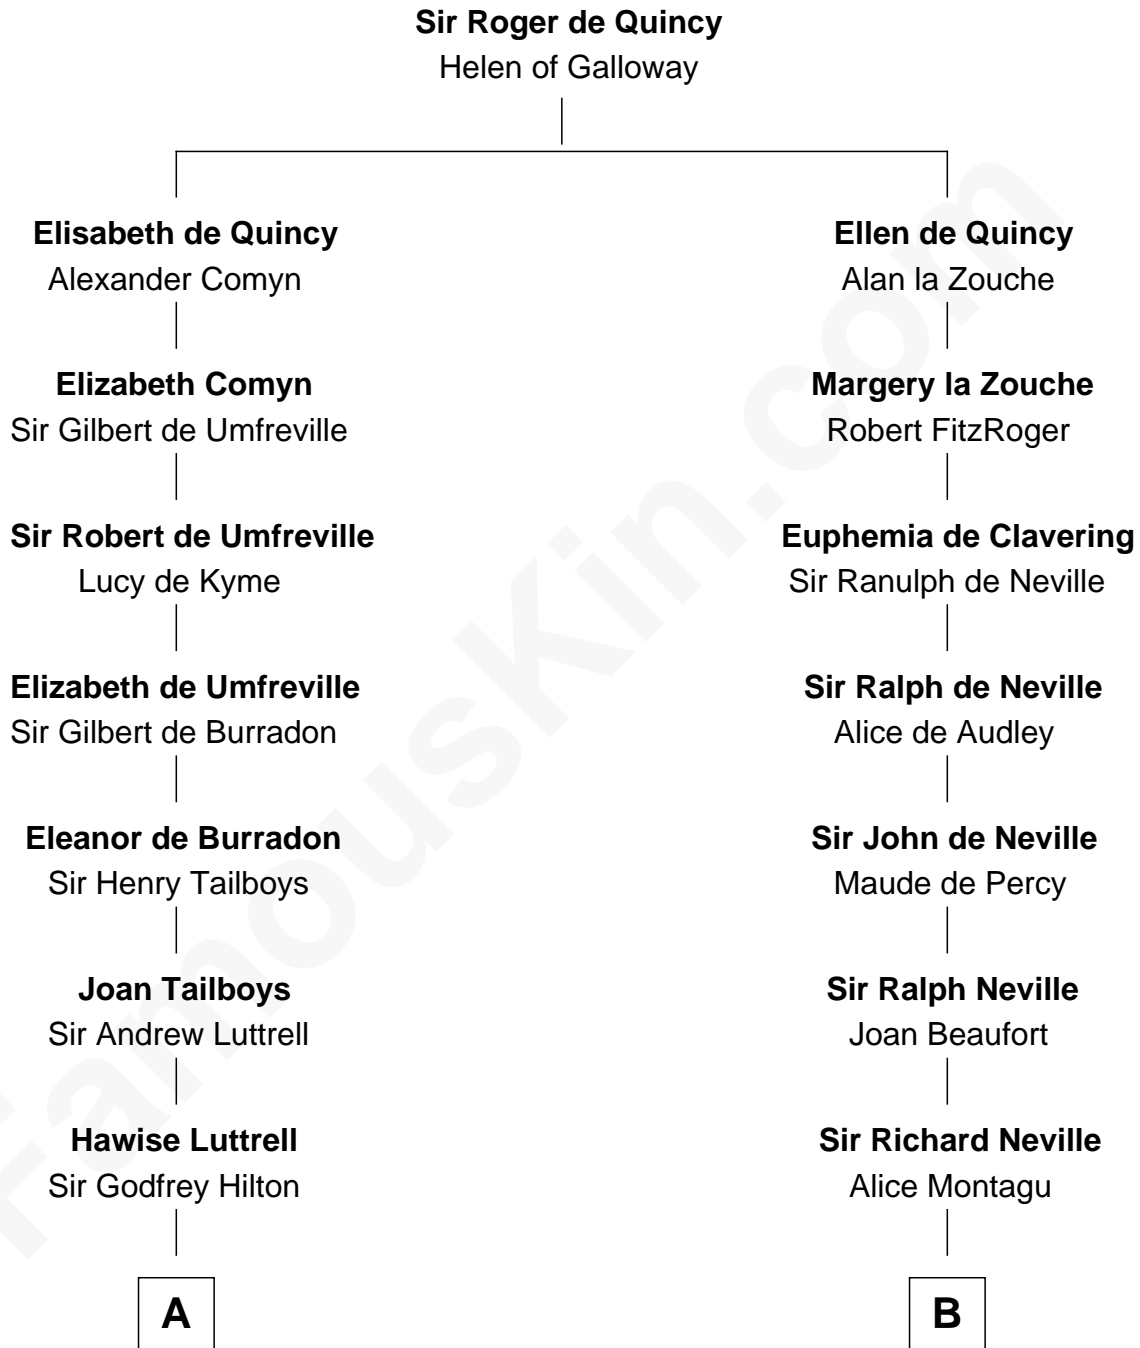 Sir Roger de Quincy
Helen of Galloway
Elisabeth de Quincy
Alexander Comyn
Ellen de Quincy
Alan la Zouche
Elizabeth Comyn
Sir Gilbert de Umfreville
Margery la Zouche
Robert FitzRoger
Sir Robert de Umfreville
Lucy de Kyme
Euphemia de Clavering
Sir Ranulph de Neville
Elizabeth de Umfreville
Sir Gilbert de Burradon
Sir Ralph de Neville
Alice de Audley
Eleanor de Burradon
Sir Henry Tailboys
Sir John de Neville
Maude de Percy
Joan Tailboys
Sir Andrew Luttrell
Sir Ralph Neville
Joan Beaufort
Hawise Luttrell
Sir Godfrey Hilton
Sir Richard Neville
Alice Montagu
A
B
FamousKin.com